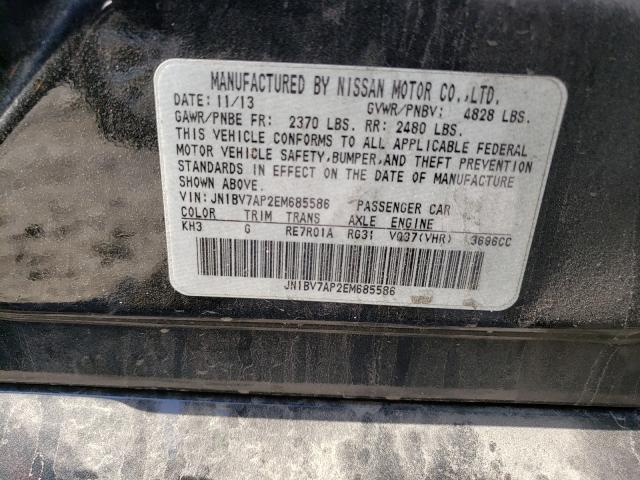 MANUFACTURED BY NISSAN MOTOR CO.,LTD.
DATE: 11/13 GVWR/PNBV: 4828 LBS.
GAWR/PNBE FR: 2370 LBS. RR: 2480 LBS.
THIS VEHICLE CONFORMS TO ALL APPLICABLE FEDERAL
MOTOR VEHICLE SAFETY,BUMPER,AND THEFT PREVENTION
STANDARDS IN EFFECT ON THE DATE OF MANUFACTURE
SHOWN ABOVE.
VIN: JN1BV7AP2EM685586 PASSENGER CAR
COLOR TRIM TRANS AXLE ENGINE
KH3 G RE7R01A RG31 VQ37(VHR) 3696CC
JN1BV7AP2EM685586